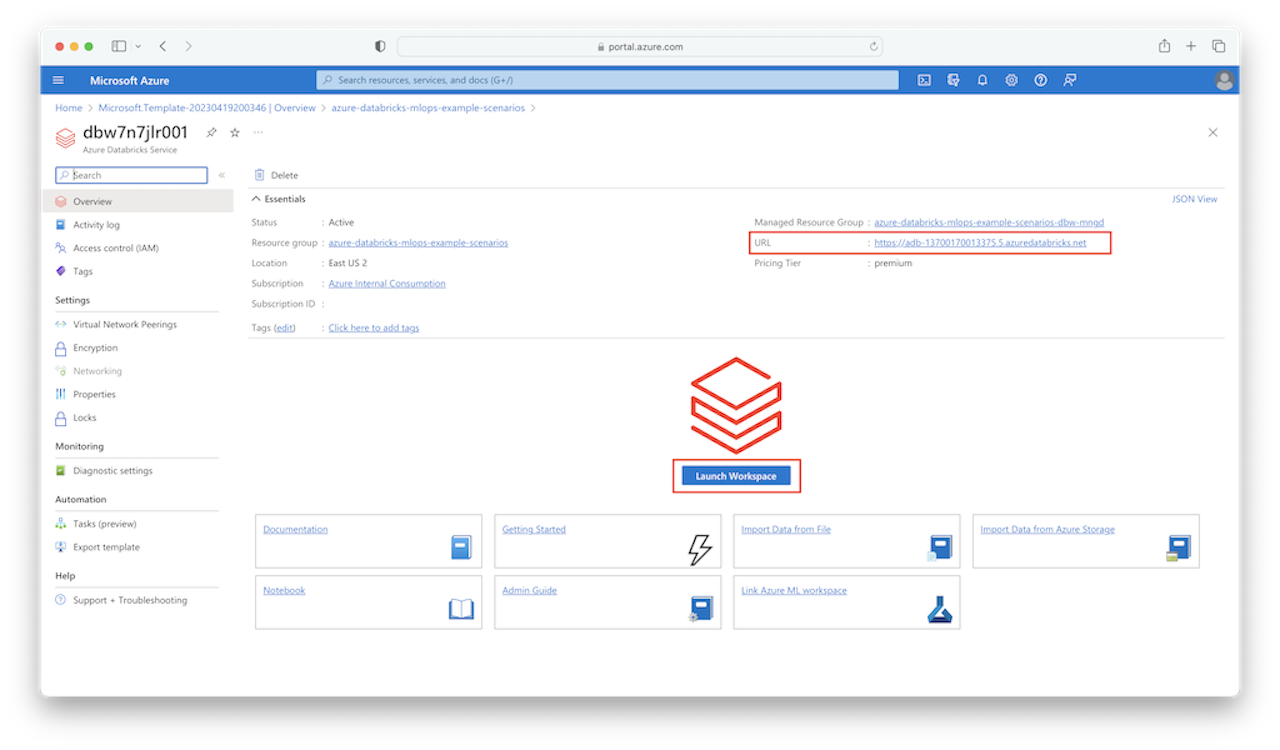 portal.azure.com
Microsoft Azure
Search resources, services, and docs (G+/)
Home > Microsoft.Template-20230419200346 | Overview > azure-databricks-mlops-example-scenarios >
dbw7n7jlr001
Azure Databricks Service
Search
Delete
Overview
Activity log
Access control (IAM)
Tags
Settings
Virtual Network Peerings
Encryption
Networking
Properties
Locks
Monitoring
Diagnostic settings
Automation
Tasks (preview)
Export template
Help
Support + Troubleshooting
Essentials
JSON View
Status : Active
Resource group : azure-databricks-mlops-example-scenarios
Location : East US 2
Subscription : Azure Internal Consumption
Subscription ID :
Tags (edit) : Click here to add tags
Managed Resource Group : azure-databricks-mlops-example-scenarios-dbw-mngd
URL : https://adb-13700170013375.5.azuredatabricks.net
Pricing Tier : premium
Launch Workspace
Documentation
Getting Started
Import Data from File
Import Data from Azure Storage
Notebook
Admin Guide
Link Azure ML workspace